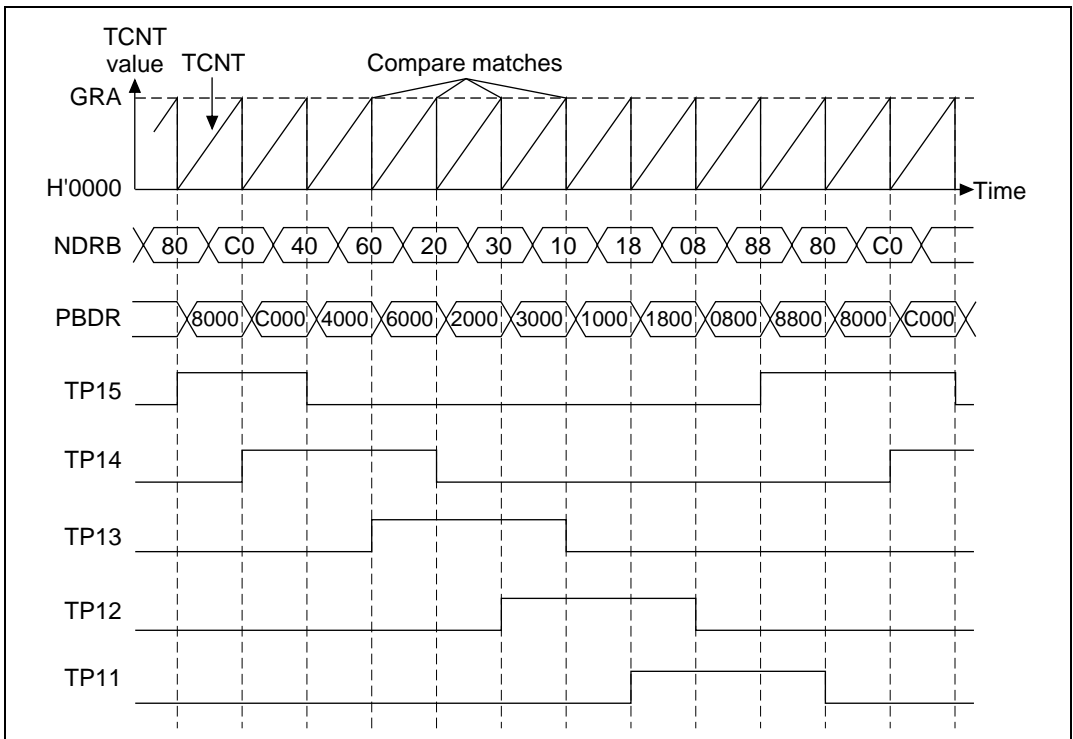 TCNT
value TCNT Compare matches
GRA
H'0000 Time
NDRB 80 C0 40 60 20 30 10 18 08 88 80 C0
PBDR 8000 C000 4000 6000 2000 3000 1000 1800 0800 8800 8000 C000
TP15
TP14
TP13
TP12
TP11